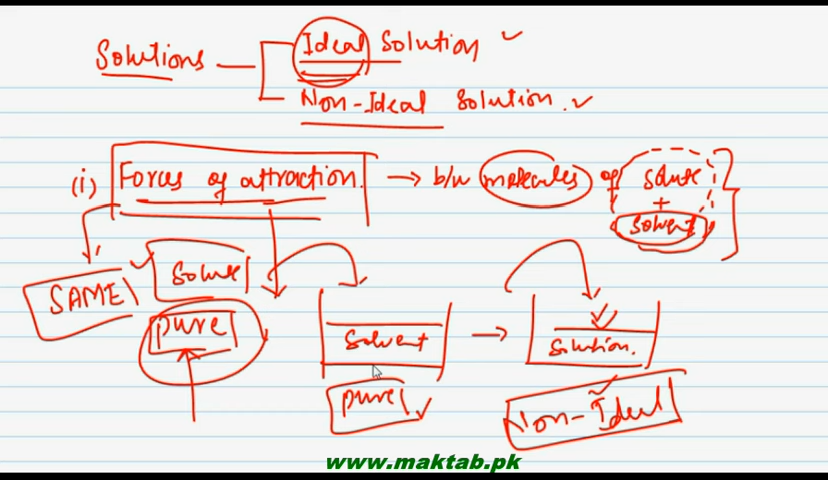 Solutions
Ideal Solution
Non-Ideal Solution.
(i) Forces of attraction. → b/w molecules of solute + solvent
SAME
Solute
pure
Solvent → Solution.
pure
Non-Ideal
www.maktab.pk